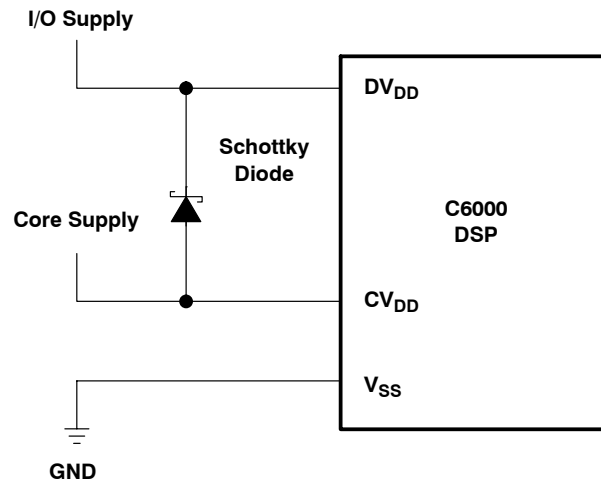 I/O Supply
DVDD
Schottky
Diode
Core Supply
C6000
DSP
CVDD
VSS
GND